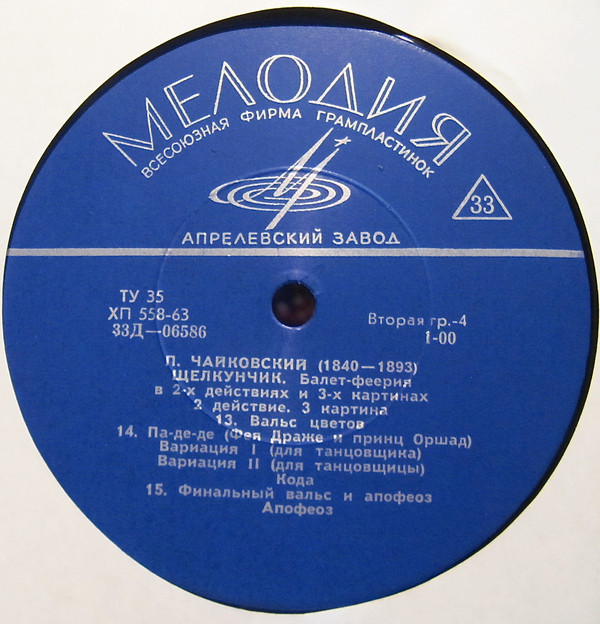 МЕЛОДИЯ
ВСЕСОЮЗНАЯ ФИРМА ГРАМПЛАСТИНОК
33
АПРЕЛЕВСКИЙ ЗАВОД
ТУ 35
ХП 558-63
33Д—06586
Вторая гр.-4
1-00
П. ЧАЙКОВСКИЙ (1840—1893)
ЩЕЛКУНЧИК. Балет-феерия
в 2-х действиях и 3-х картинах
2 действие. 3 картина
13. Вальс цветов
14. Па-де-де (Фея Драже и принц Оршад)
Вариация I (для танцовщика)
Вариация II (для танцовщицы)
Кода
15. Финальный вальс и апофеоз
Апофеоз